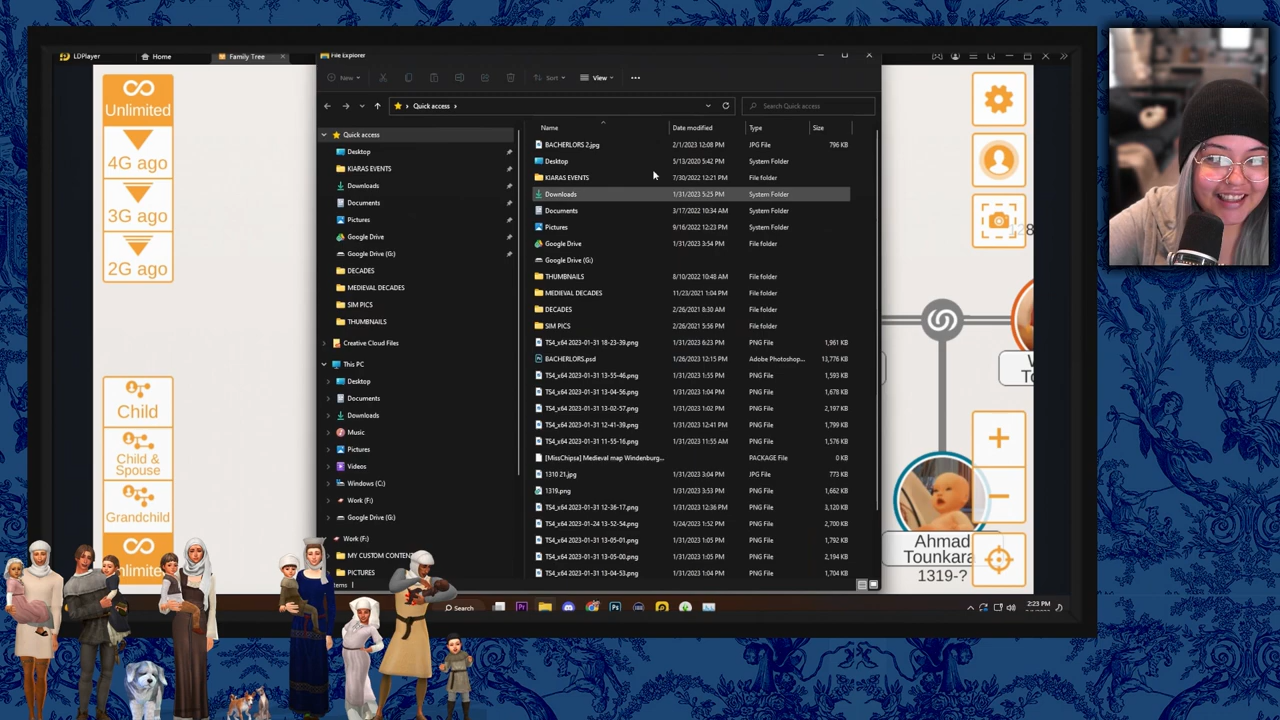 LDPlayer
Home
Family Tree
File Explorer
Unlimited
4G ago
3G ago
2G ago
Child
Child &
Spouse
Grandchild
New
Sort
View
Quick access
Search Quick access
Quick access
Desktop
KIARAS EVENTS
Downloads
Documents
Pictures
Google Drive
Google Drive (G:)
DECADES
MEDIEVAL DECADES
SIM PICS
THUMBNAILS
Creative Cloud Files
This PC
Desktop
Documents
Downloads
Music
Pictures
Videos
Windows (C:)
Work (F:)
Google Drive (G:)
Work (F:)
MY CUSTOM CONTEN
PICTURES
Name Date modified Type Size
BACHERLORS 2.jpg 2/1/2023 12:08 PM JPG File 796 KB
Desktop 5/13/2020 5:42 PM System Folder
KIARAS EVENTS 7/30/2022 12:21 PM File folder
Downloads 1/31/2023 5:25 PM System Folder
Documents 3/17/2022 10:34 AM System Folder
Pictures 9/16/2022 12:23 PM System Folder
Google Drive 1/31/2023 3:54 PM File folder
Google Drive (G:)
THUMBNAILS 8/10/2022 10:48 AM File folder
MEDIEVAL DECADES 11/23/2021 1:04 PM File folder
DECADES 2/26/2021 8:30 AM File folder
SIM PICS 2/26/2021 5:56 PM File folder
TS4_x64 2023-01-31 18-23-39.png 1/31/2023 6:23 PM PNG File 1,961 KB
BACHERLORS.psd 1/26/2023 12:15 PM Adobe Photoshop... 13,776 KB
TS4_x64 2023-01-31 13-55-46.png 1/31/2023 1:55 PM PNG File 1,593 KB
TS4_x64 2023-01-31 13-04-56.png 1/31/2023 1:04 PM PNG File 1,678 KB
TS4_x64 2023-01-31 13-02-57.png 1/31/2023 1:02 PM PNG File 2,197 KB
TS4_x64 2023-01-31 12-41-39.png 1/31/2023 12:41 PM PNG File 1,799 KB
TS4_x64 2023-01-31 11-55-16.png 1/31/2023 11:55 AM PNG File 1,576 KB
[MissChipsa] Medieval map Windenburg... PACKAGE File 0 KB
1310 21.jpg 1/31/2023 3:04 PM JPG File 773 KB
1319.png 1/31/2023 3:53 PM PNG File 1,662 KB
TS4_x64 2023-01-31 12-36-17.png 1/31/2023 12:36 PM PNG File 3,120 KB
TS4_x64 2023-01-24 13-52-54.png 1/24/2023 1:52 PM PNG File 2,700 KB
TS4_x64 2023-01-31 13-05-01.png 1/31/2023 1:05 PM PNG File 1,792 KB
TS4_x64 2023-01-31 13-05-00.png 1/31/2023 1:05 PM PNG File 2,194 KB
TS4_x64 2023-01-31 13-04-53.png 1/31/2023 1:04 PM PNG File 1,704 KB
Ahmad
Tounkara
1319-?
Search
2:23 PM